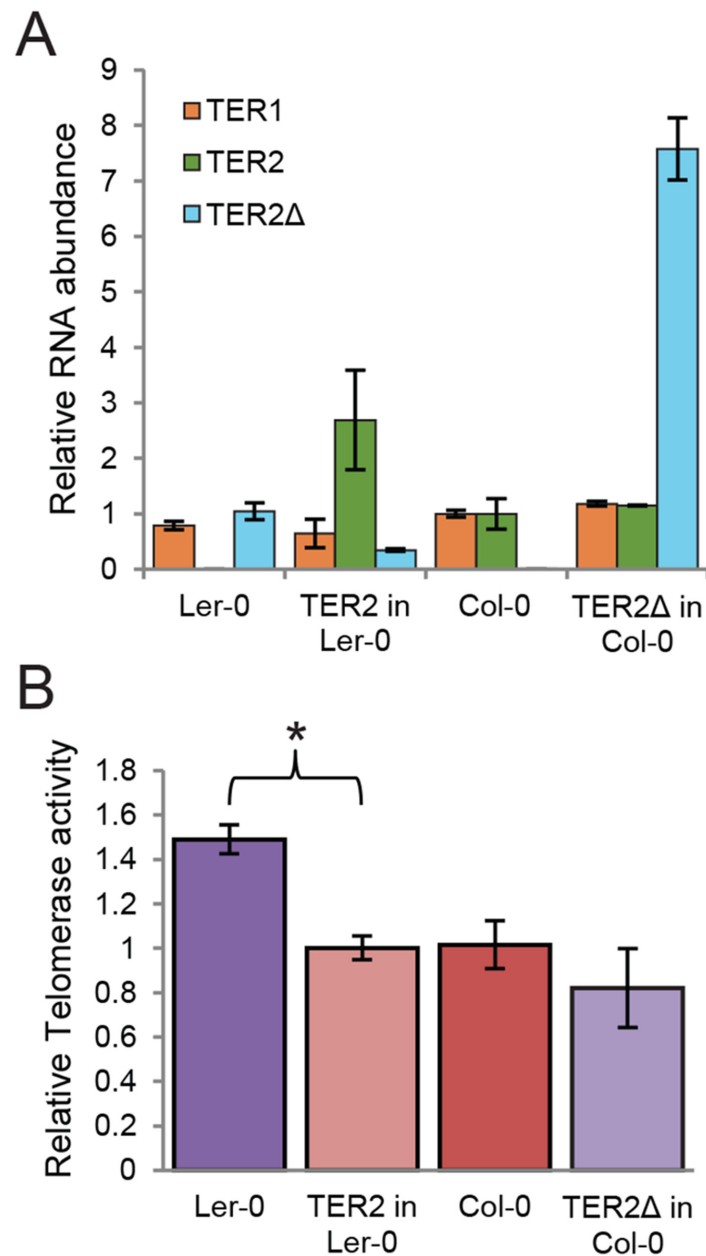 A
Relative RNA abundance
9
8
7
6
5
4
3
2
1
0
TER1
TER2
TER2Δ
Ler-0
TER2 in
Ler-0
Col-0
TER2Δ in
Col-0
B
Relative Telomerase activity
1.8
1.6
1.4
1.2
1
0.8
0.6
0.4
0.2
0
*
Ler-0
TER2 in
Ler-0
Col-0
TER2Δ in
Col-0